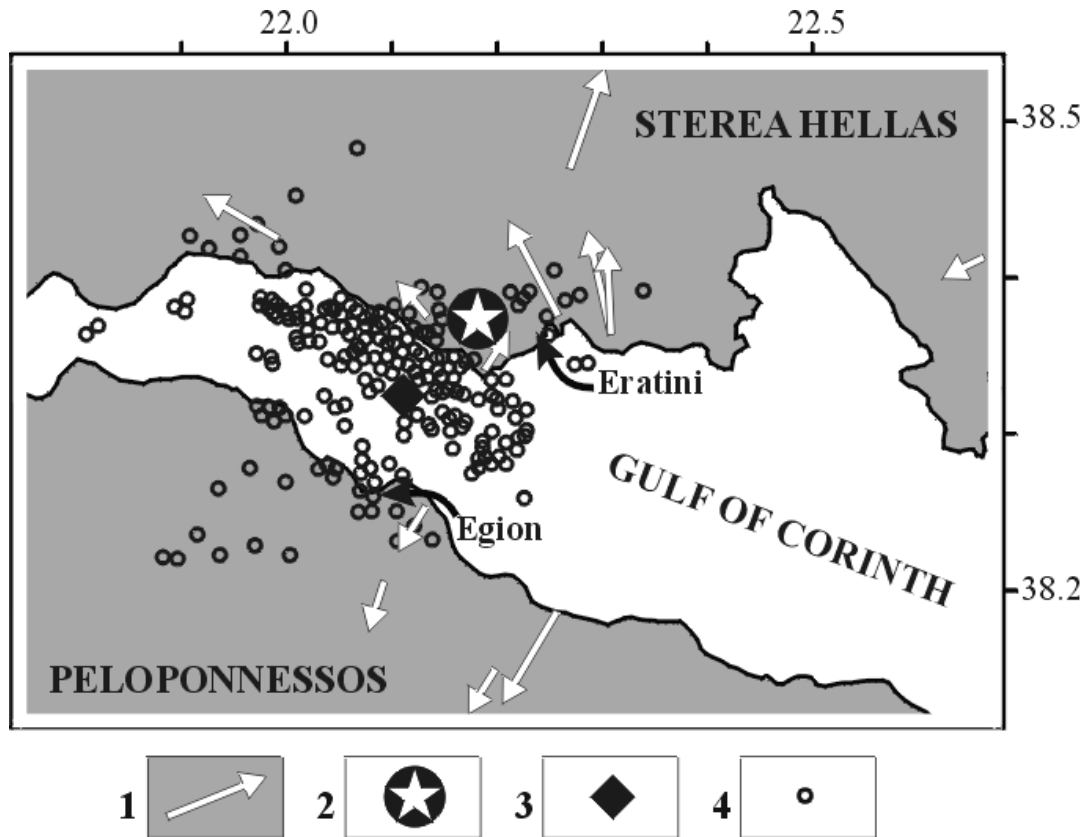 22.0 22.5
38.5
STEREA HELLAS
Eratini
GULF OF CORINTH
Egion
38.2
PELOPONNESSOS
1 2 3 4